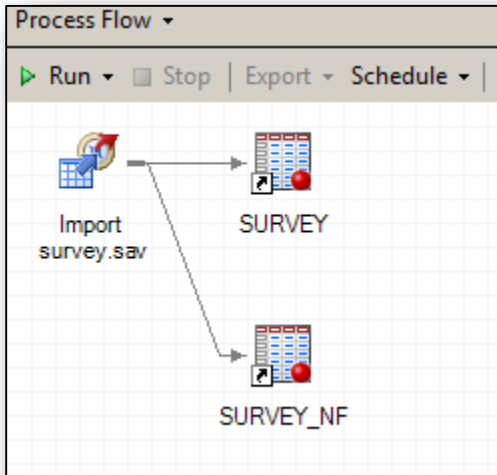 Process Flow
Run Stop Export Schedule
Import
survey.sav
SURVEY
SURVEY_NF